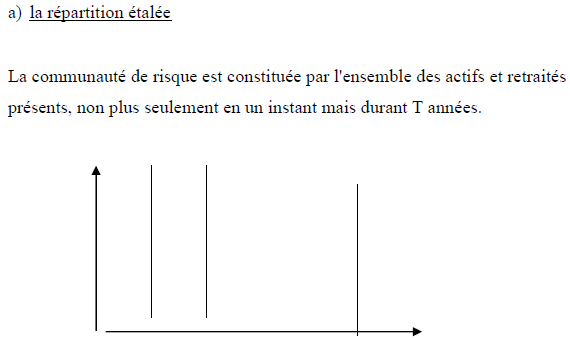 a) la répartition étalée
La communauté de risque est constituée par l'ensemble des actifs et retraités
présents, non plus seulement en un instant mais durant T années.